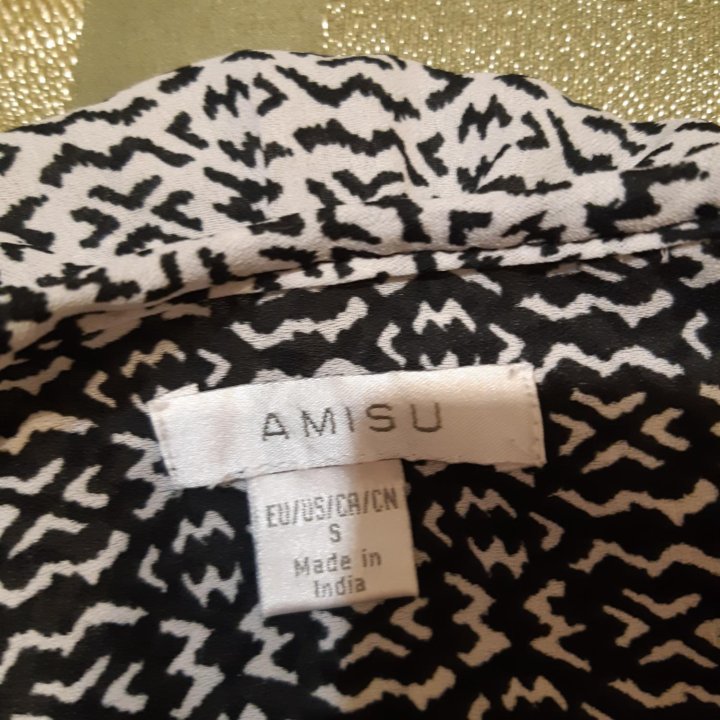 AMISU
EU/US/CA/CN
S
Made in
India